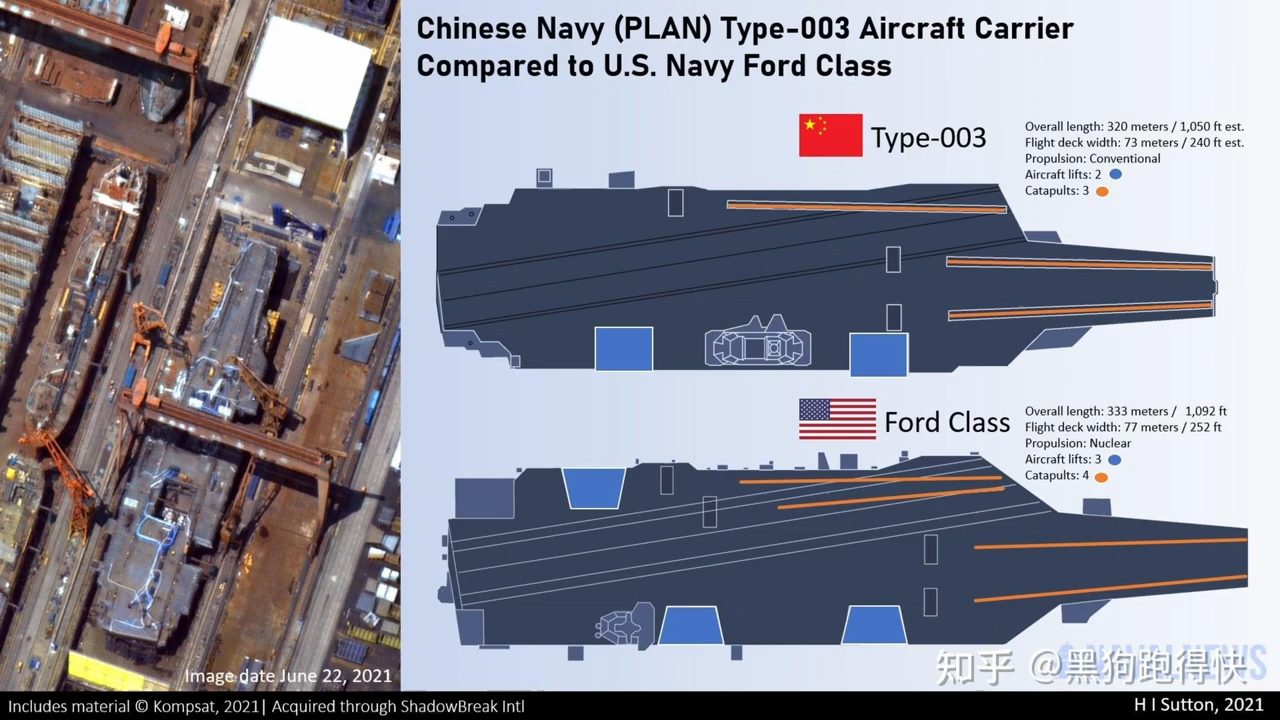 Chinese Navy (PLAN) Type-003 Aircraft Carrier
Compared to U.S. Navy Ford Class
Type-003
Overall length: 320 meters / 1,050 ft est.
Flight deck width: 73 meters / 240 ft est.
Propulsion: Conventional
Aircraft lifts: 2
Catapults: 3
Ford Class
Overall length: 333 meters / 1,092 ft
Flight deck width: 77 meters / 252 ft
Propulsion: Nuclear
Aircraft lifts: 3
Catapults: 4
知乎 @黑狗跑得快
Image date June 22, 2021
Includes material © Kompsat, 2021| Acquired through ShadowBreak Intl
H I Sutton, 2021